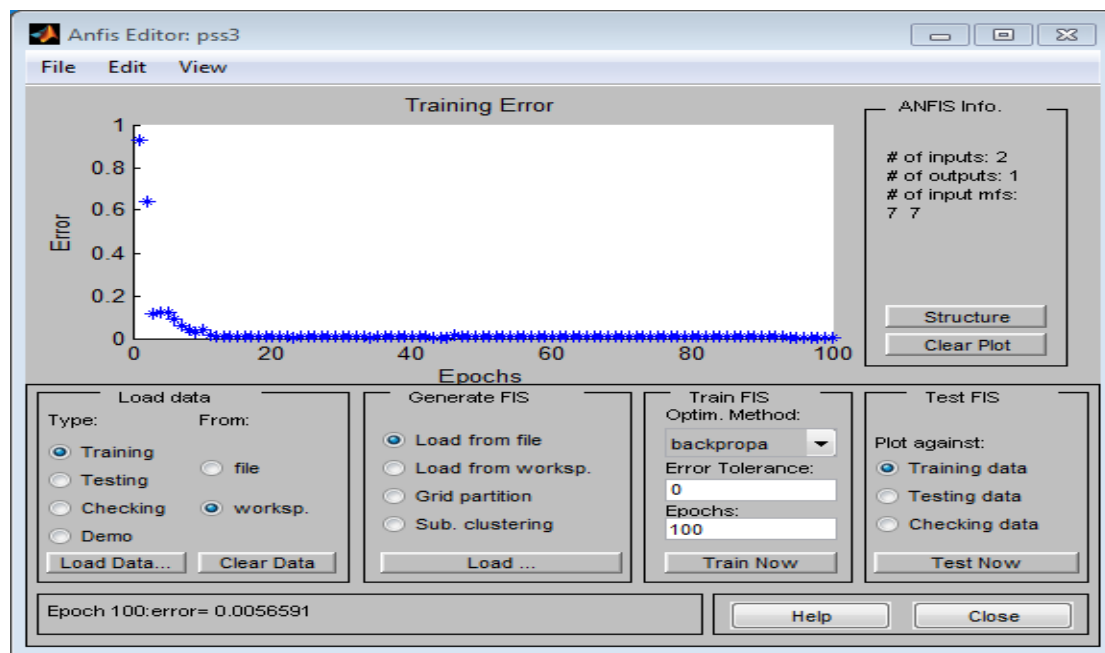 Anfis Editor: pss3
File Edit View
Training Error
1
0.8
0.6
0.4
0.2
0
Error
0 20 40 60 80 100
Epochs
ANFIS Info.
# of inputs: 2
# of outputs: 1
# of input mfs:
7 7
Structure
Clear Plot
Load data
Type: From:
Training
file
Testing
Checking
worksp.
Demo
Load Data... Clear Data
Generate FIS
Load from file
Load from worksp.
Grid partition
Sub. clustering
Load ...
Train FIS
Optim. Method:
backpropa
Error Tolerance:
0
Epochs:
100
Train Now
Test FIS
Plot against:
Training data
Testing data
Checking data
Test Now
Epoch 100:error= 0.0056591
Help Close